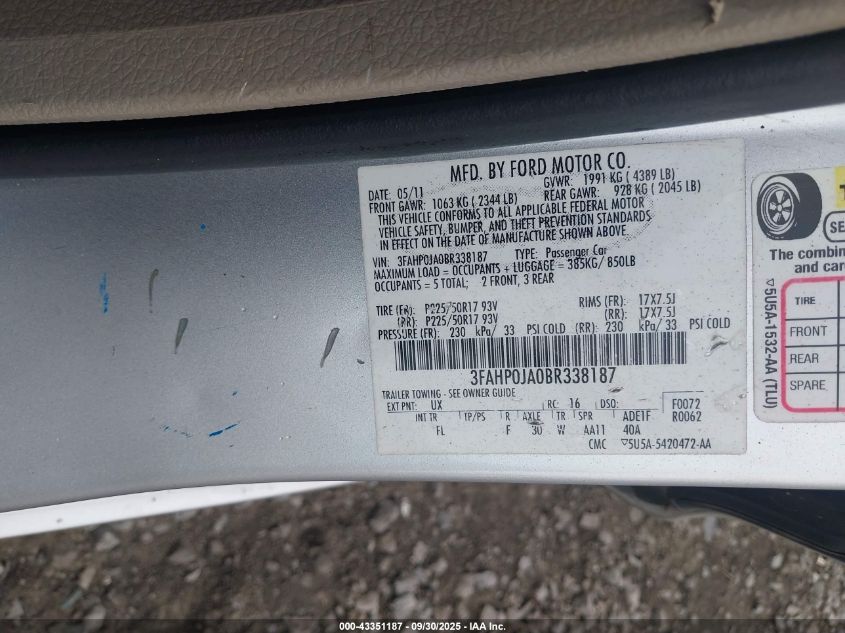 MFD. BY FORD MOTOR CO.
DATE: 05/11 GVWR: 1991 KG ( 4389 LB)
FRONT GAWR: 1063 KG ( 2344 LB) REAR GAWR: 928 KG ( 2045 LB)
THIS VEHICLE CONFORMS TO ALL APPLICABLE FEDERAL MOTOR
VEHICLE SAFETY, BUMPER, AND THEFT PREVENTION STANDARDS
IN EFFECT ON THE DATE OF MANUFACTURE SHOWN ABOVE.
VIN: 3FAHP0JA0BR338187 TYPE: Passenger Car
MAXIMUM LOAD = OCCUPANTS + LUGGAGE = 385KG/ 850LB
OCCUPANTS = 5 TOTAL; 2 FRONT, 3 REAR
TIRE (FR): P225/50R17 93V RIMS (FR): 17X7.5J
(RR): P225/50R17 93V (RR): 17X7.5J
PRESSURE (FR): 230 kPa/ 33 PSI COLD (RR): 230 kPa/ 33 PSI COLD
3FAHP0JA0BR338187
TRAILER TOWING - SEE OWNER GUIDE
EXT PNT: UX RC: 16 DSO: F0072
INT TR TP/PS R AXLE TR SPR ADEIF R0062
FL F 30 W AA11 40A
CMC ▽5U5A-5420472-AA
▽5U5A-1532-AA (TLU)
T
SE
The combin
and car
TIRE
FRONT
REAR
SPARE
000-43351187 - 09/30/2025 - IAA Inc.